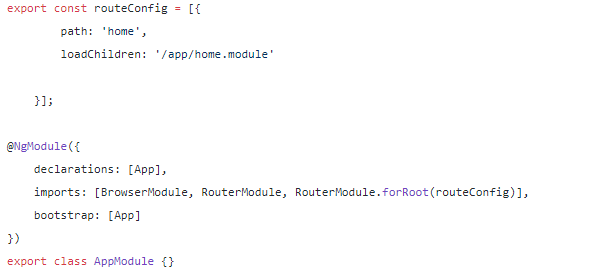 export const routeConfig = [{
        path: 'home',
        loadChildren: '/app/home.module'
    }];
@NgModule({
    declarations: [App],
    imports: [BrowserModule, RouterModule, RouterModule.forRoot(routeConfig)],
    bootstrap: [App]
})
export class AppModule {}